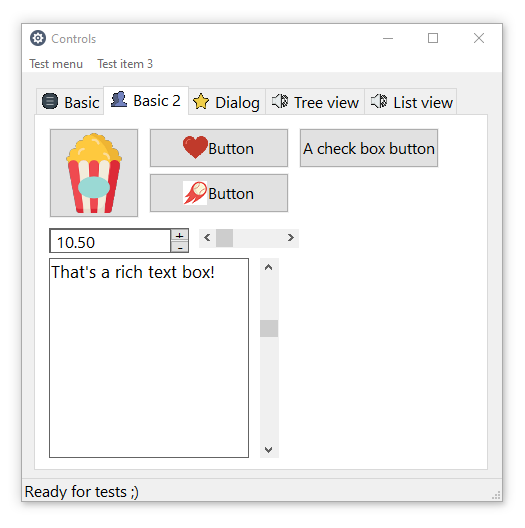 Controls
Test menu Test item 3
Basic Basic 2 Dialog Tree view List view
Button A check box button
Button
10.50 + -
That's a rich text box!
Ready for tests ;)